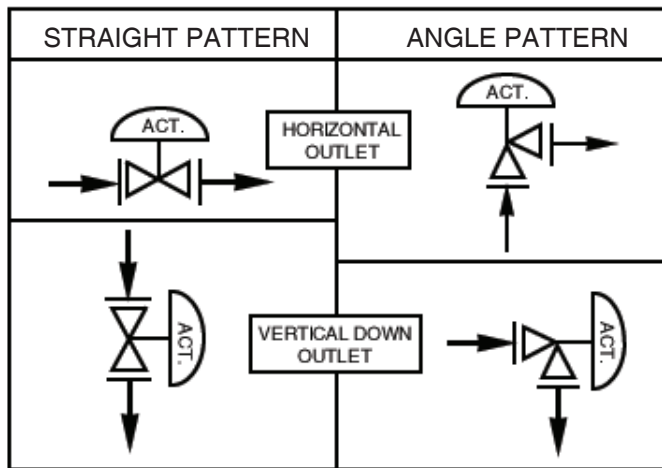 STRAIGHT PATTERN
ANGLE PATTERN
ACT.
HORIZONTAL
OUTLET
ACT.
ACT.
VERTICAL DOWN
OUTLET
ACT.